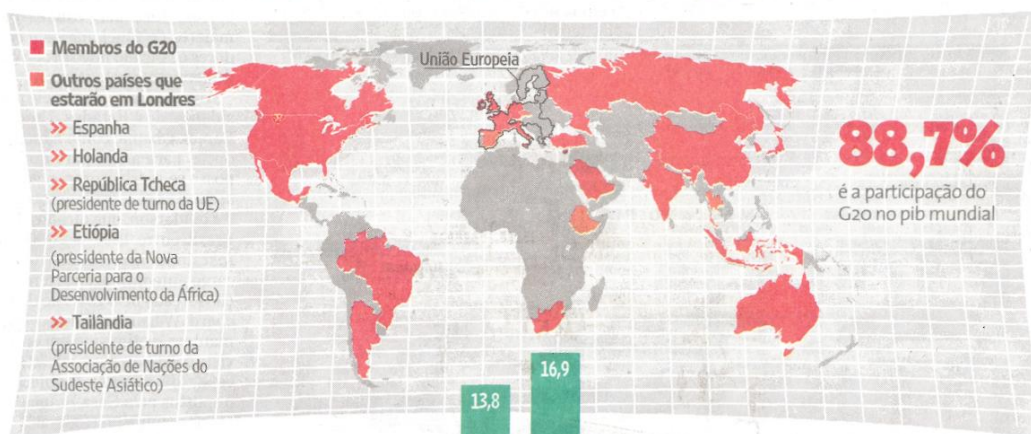 Membros do G20
Outros países que
estarão em Londres
>> Espanha
>> Holanda
>> República Tcheca
(presidente de turno da UE)
>> Etiópia
(presidente da Nova
Parceria para o
Desenvolvimento da África)
>> Tailândia
(presidente de turno da
Associação de Nações do
Sudeste Asiático)
União Europeia
88,7%
é a participação do
G20 no pib mundial
13,8
16,9